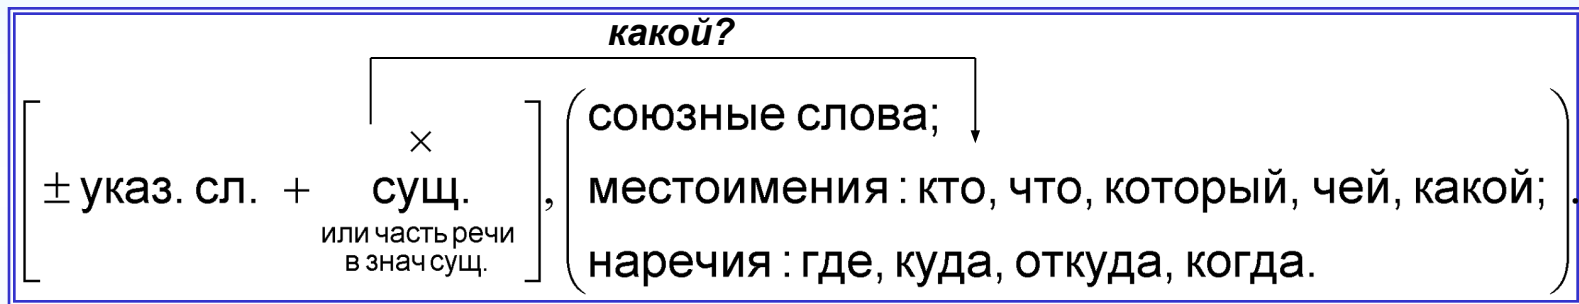 какой?
союзные слова;
×
± указ. сл. + сущ. , местоимения : кто, что, который, чей, какой; .
или часть речи
в знач сущ.
наречия : где, куда, откуда, когда.